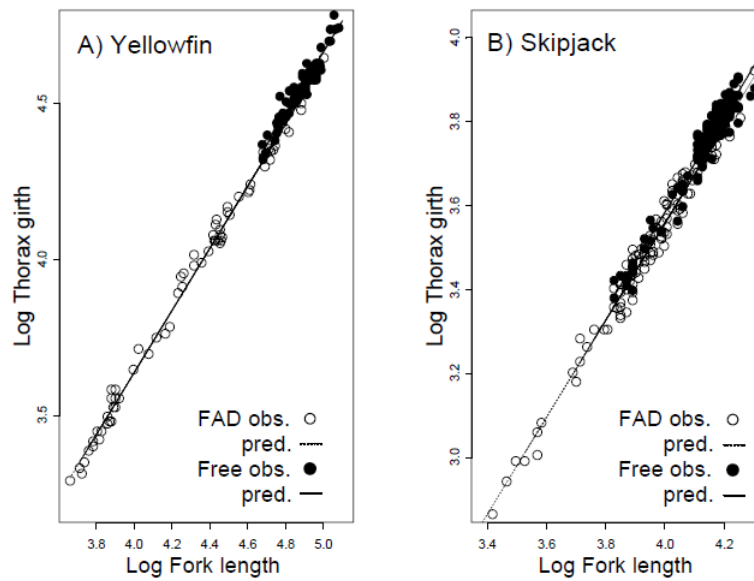 A) Yellowfin
Log Thorax girth
4.5
4.0
3.5
FAD obs.
pred.
Free obs.
pred.
3.8 4.0 4.2 4.4 4.6 4.8 5.0
Log Fork length
B) Skipjack
Log Thorax girth
4.0
3.8
3.6
3.4
3.2
3.0
FAD obs.
pred.
Free obs.
pred.
3.4 3.6 3.8 4.0 4.2
Log Fork length